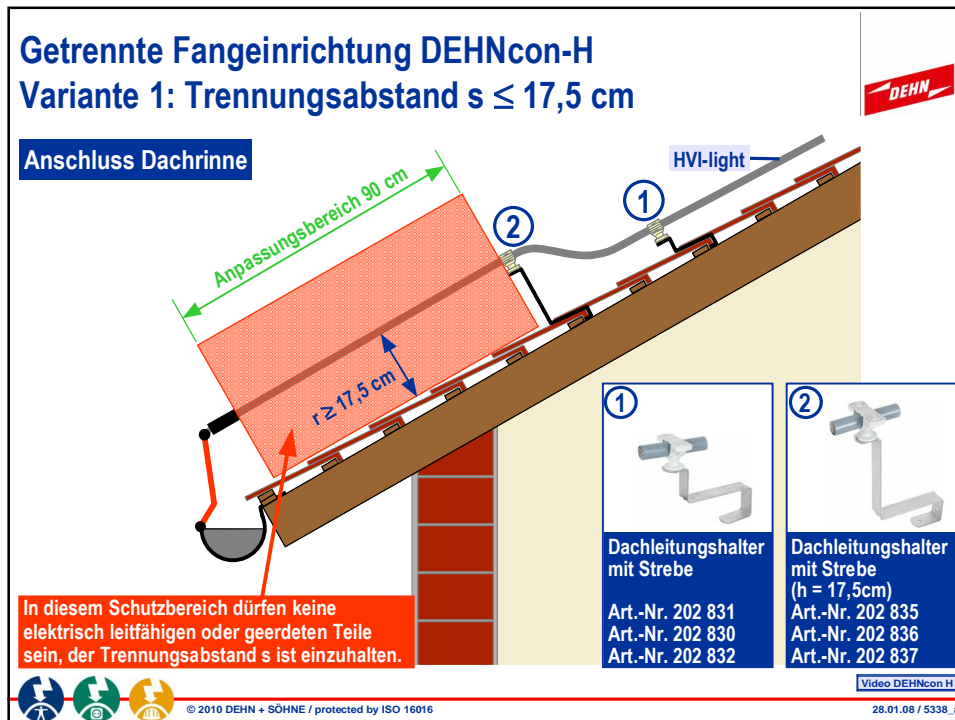 Getrennte Fangeinrichtung DEHNcon-H
Variante 1: Trennungsabstand s ≤ 17,5 cm
DEHN
Anschluss Dachrinne
HVI-light
Anpassungsbereich 90 cm
1
2
r ≥ 17,5 cm
1
Dachleitungshalter
mit Strebe
Art.-Nr. 202 831
Art.-Nr. 202 830
Art.-Nr. 202 832
2
Dachleitungshalter
mit Strebe
(h = 17,5cm)
Art.-Nr. 202 835
Art.-Nr. 202 836
Art.-Nr. 202 837
In diesem Schutzbereich dürfen keine
elektrisch leitfähigen oder geerdeten Teile
sein, der Trennungsabstand s ist einzuhalten.
Video DEHNcon H
© 2010 DEHN + SÖHNE / protected by ISO 16016
28.01.08 / 5338_a